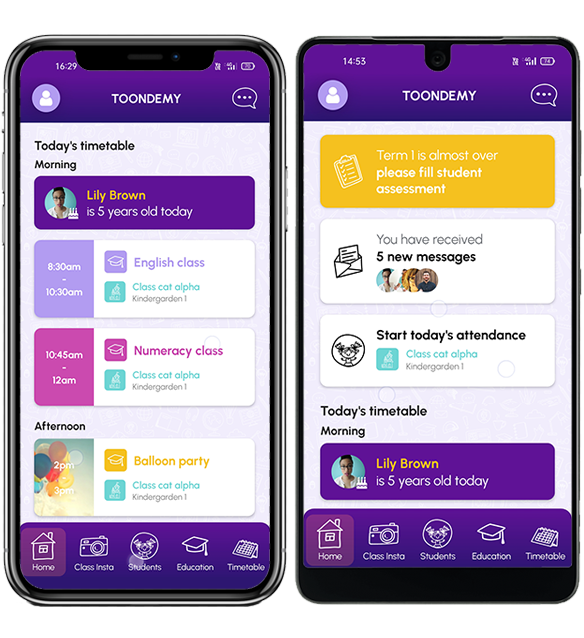 16:29
4G
70
TOONDEMY
Today's timetable
Morning
Lily Brown
is 5 years old today
8:30am
-
10:30am
English class
Class cat alpha
Kindergarden 1
10:45am
-
12am
Numeracy class
Class cat alpha
Kindergarden 1
Afternoon
2pm
-
3pm
Balloon party
Class cat alpha
Kindergarden 1
Home
Class Insta
Students
Education
Timetable
14:53
4G
74
TOONDEMY
Term 1 is almost over
please fill student
assessment
You have received
5 new messages
Start today's attendance
Class cat alpha
Kindergarden 1
Today's timetable
Morning
Lily Brown
is 5 years old today
Home
Class Insta
Students
Education
Timetable